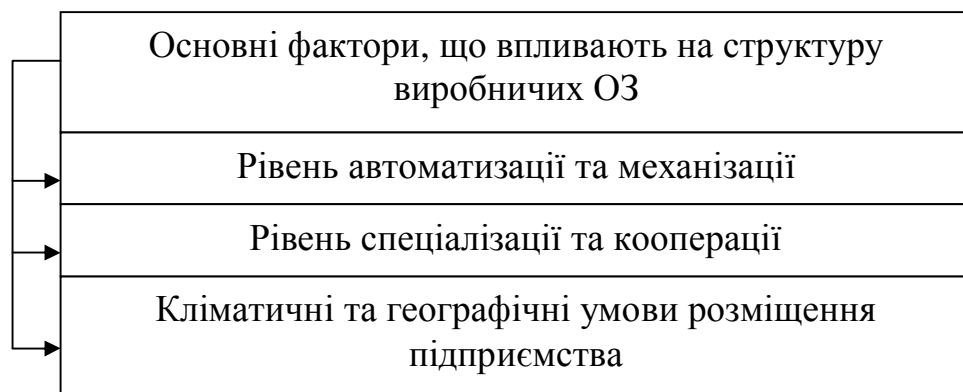 Основні фактори, що впливають на структуру
виробничих ОЗ
Рівень автоматизації та механізації
Рівень спеціалізації та кооперації
Кліматичні та географічні умови розміщення
підприємства